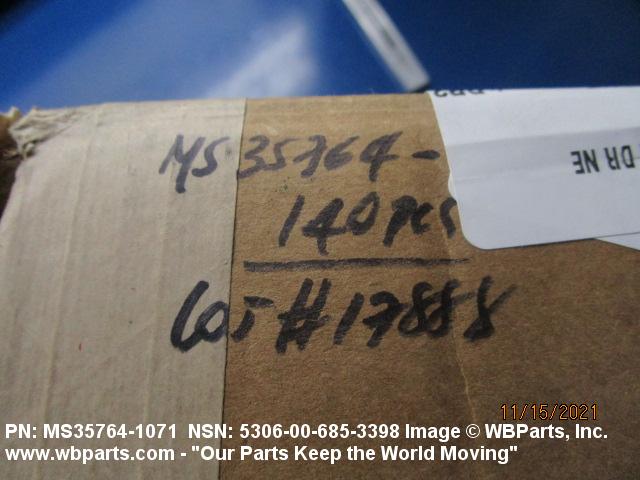 MS 35764-
140 pcs
LOT # 17888
DR NE
11/15/2021
PN: MS35764-1071 NSN: 5306-00-685-3398 Image © WBParts, Inc.
www.wbparts.com - "Our Parts Keep the World Moving"